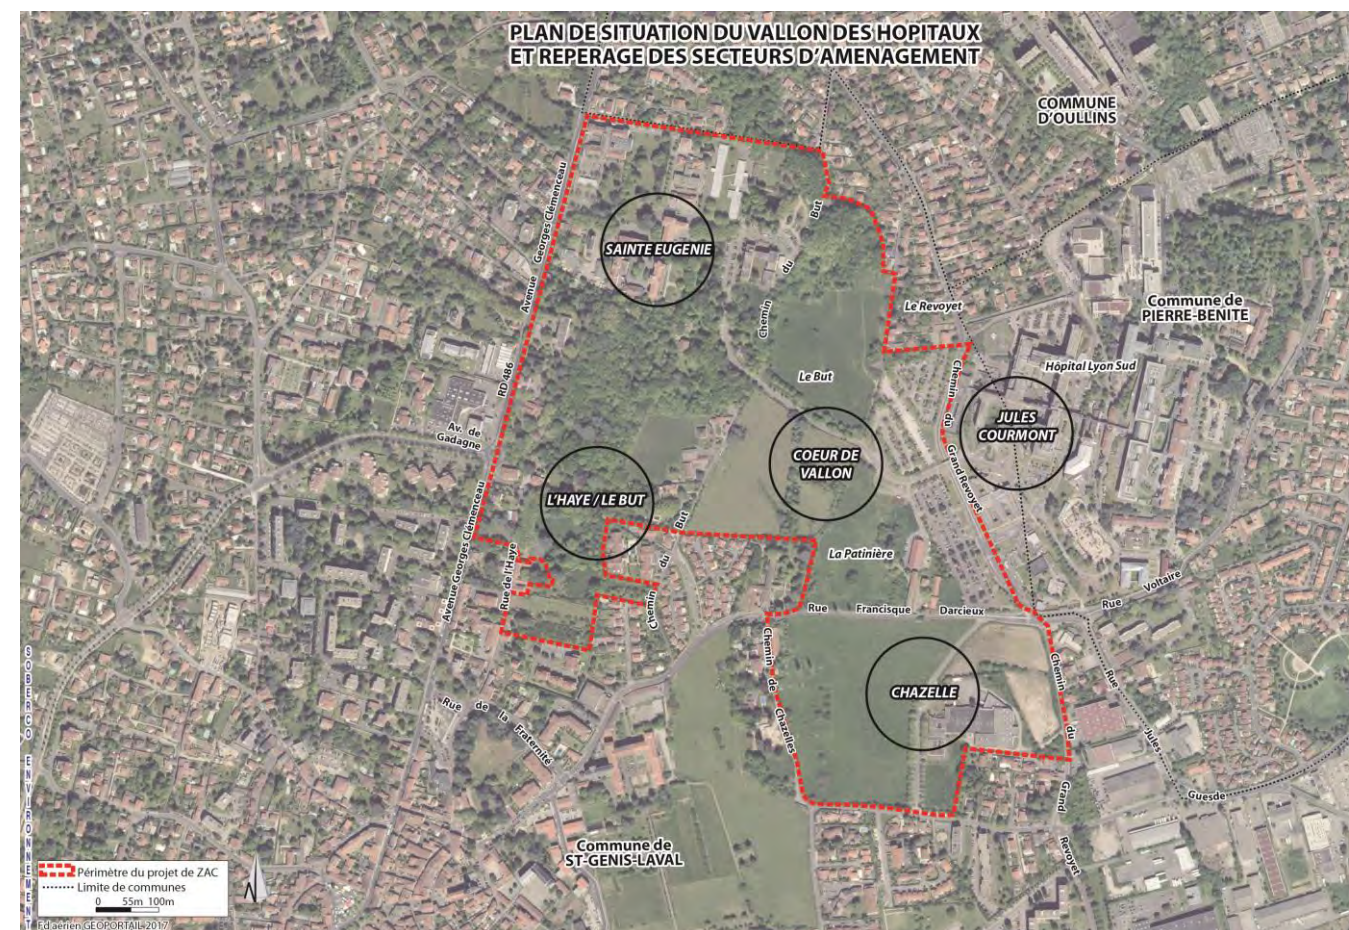 PLAN DE SITUATION DU VALLON DES HOPITAUX
ET REPERAGE DES SECTEURS D'AMENAGEMENT
COMMUNE
D'OULLINS
Avenue Georges Clémenceau
SAINTE EUGENIE
Chemin du But
Le Revoyet
Commune de
PIERRE-BENITE
RD 486
Le But
Hôpital Lyon Sud
Chemin du Grand Revoyet
JULES
COURMONT
Av. de
Gadagne
COEUR DE
VALLON
L'HAYE / LE BUT
Avenue Georges Clémenceau
Rue de l'Haye
Chemin du But
La Patinière
Rue Francisque Darcieux
Rue Voltaire
Chemin de Chazelles
CHAZELLE
Chemin du Grand Revoyet
Rue Jules Guesde
Rue de la Fraternité
Commune de
ST-GENIS-LAVAL
Périmètre du projet de ZAC
Limite de communes
0 55m 100m
N
SOBERCO ENVIRONNEMENT
Fd aérien GEOPORTAIL 2017